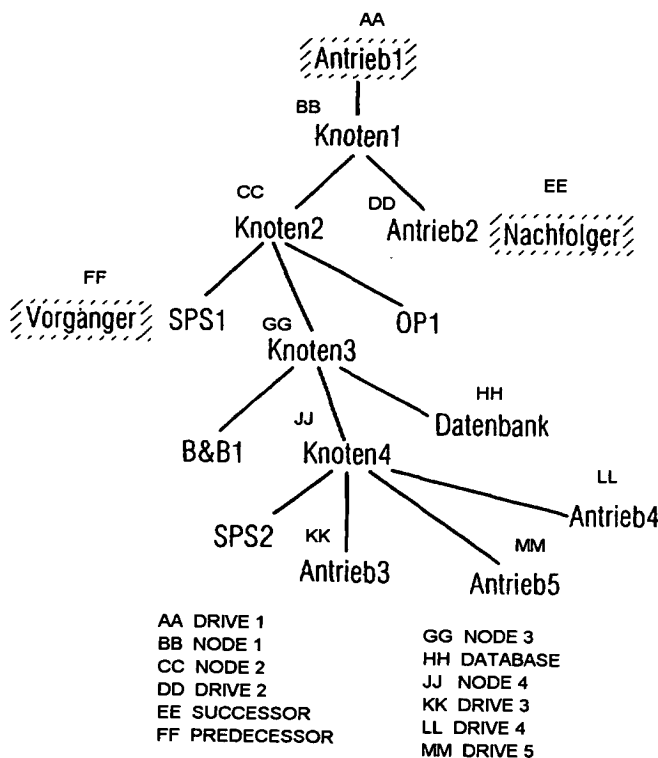 AA
Antrieb1
BB
Knoten1
CC
DD
EE
Knoten2
Antrieb2
Nachfolger
FF
Vorgänger
SPS1
OP1
GG
Knoten3
HH
Datenbank
B&B1
JJ
Knoten4
LL
Antrieb4
SPS2
KK
Antrieb3
MM
Antrieb5
AA DRIVE 1
BB NODE 1
CC NODE 2
DD DRIVE 2
EE SUCCESSOR
FF PREDECESSOR
GG NODE 3
HH DATABASE
JJ NODE 4
KK DRIVE 3
LL DRIVE 4
MM DRIVE 5